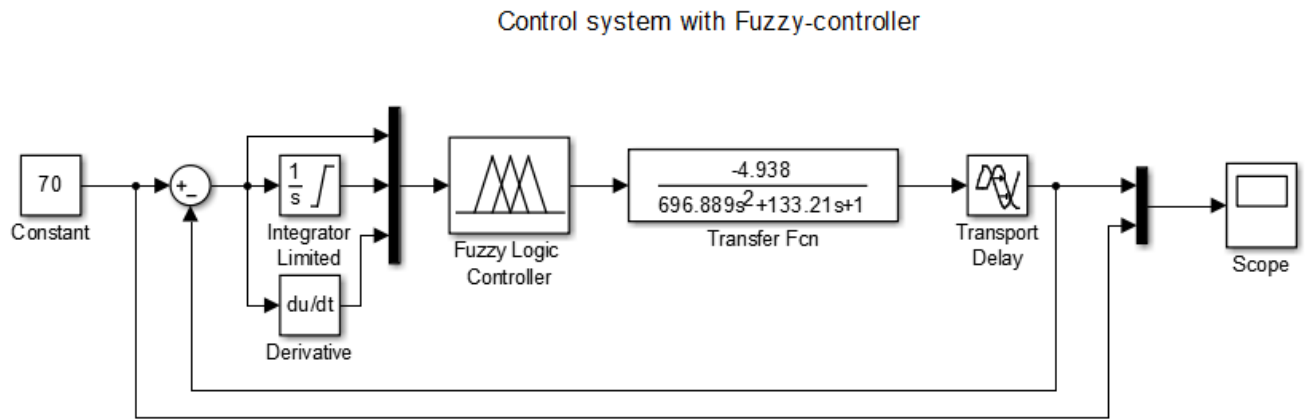 Control system with Fuzzy-controller
70
Constant
+
−
1
s
Integrator
Limited
du/dt
Derivative
Fuzzy Logic
Controller
-4.938
696.889s²+133.21s+1
Transfer Fcn
Transport
Delay
Scope